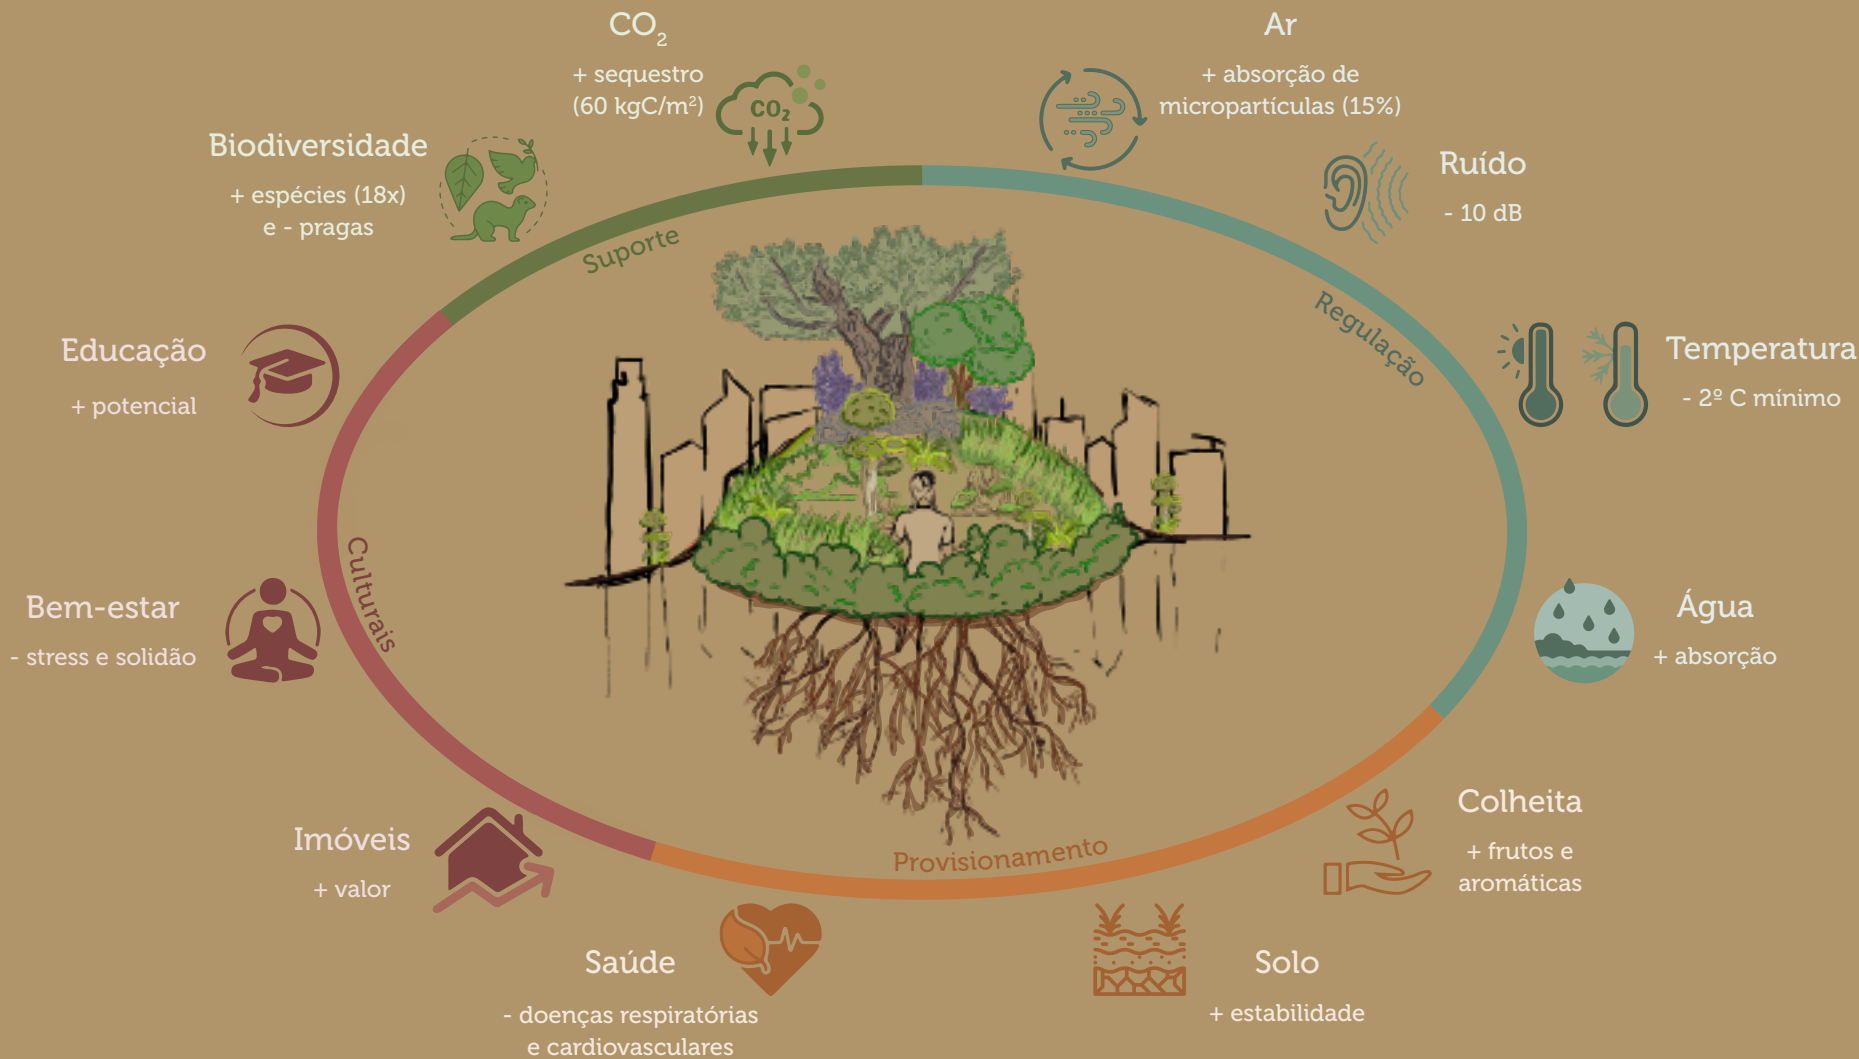 CO₂
+ sequestro
(60 kgC/m²)
CO₂
Ar
+ absorção de
micropartículas (15%)
Biodiversidade
+ espécies (18x)
e - pragas
Ruído
- 10 dB
Suporte
Regulação
Educação
+ potencial
Temperatura
- 2º C mínimo
Culturais
Bem-estar
- stress e solidão
Água
+ absorção
Imóveis
+ valor
Provisionamento
Colheita
+ frutos e
aromáticas
Saúde
- doenças respiratórias
e cardiovasculares
Solo
+ estabilidade